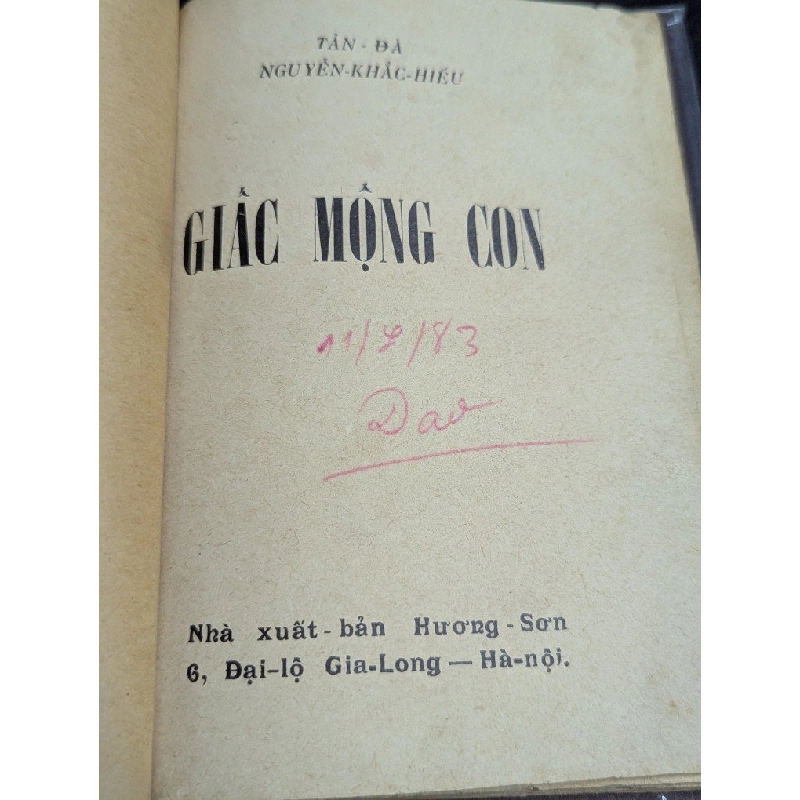 TẢN - ĐÀ
NGUYỄN-KHẮC-HIẾU
GIẤC MỘNG CON
11/9/83
Dao
Nhà xuất-bản Hương-Sơn
6, Đại-lộ Gia-Long — Hà-nội.